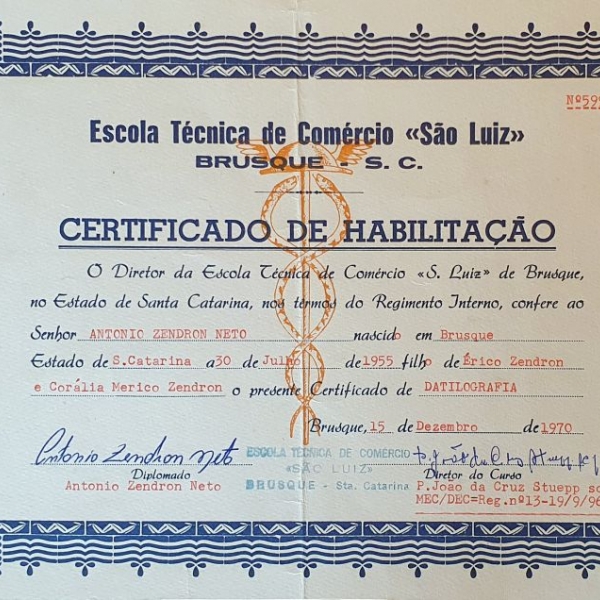 Nº599
Escola Técnica de Comércio «São Luiz»
BRUSQUE - S. C.
CERTIFICADO DE HABILITAÇÃO
O Diretor da Escola Técnica de Comércio «S. Luiz» de Brusque,
no Estado de Santa Catarina, nos têrmos do Regimento Interno, confere ao
Senhor ANTONIO ZENDRON NETO nascido em Brusque
Estado de S.Catarina a 30 de Julho de 1955 filho de Érico Zendron
e Corália Merico Zendron o presente Certificado de DATILOGRAFIA
Brusque, 15 de Dezembro de 1970
Antonio Zendron Neto
Diplomado
Antonio Zendron Neto
ESCOLA TÉCNICA DE COMÉRCIO
«SÃO LUIZ»
BRUSQUE - Sta. Catarina
Diretor do Curso
P.João da Cruz Stuepp sc
MEC/DEC=Reg.nº13-19/9/96